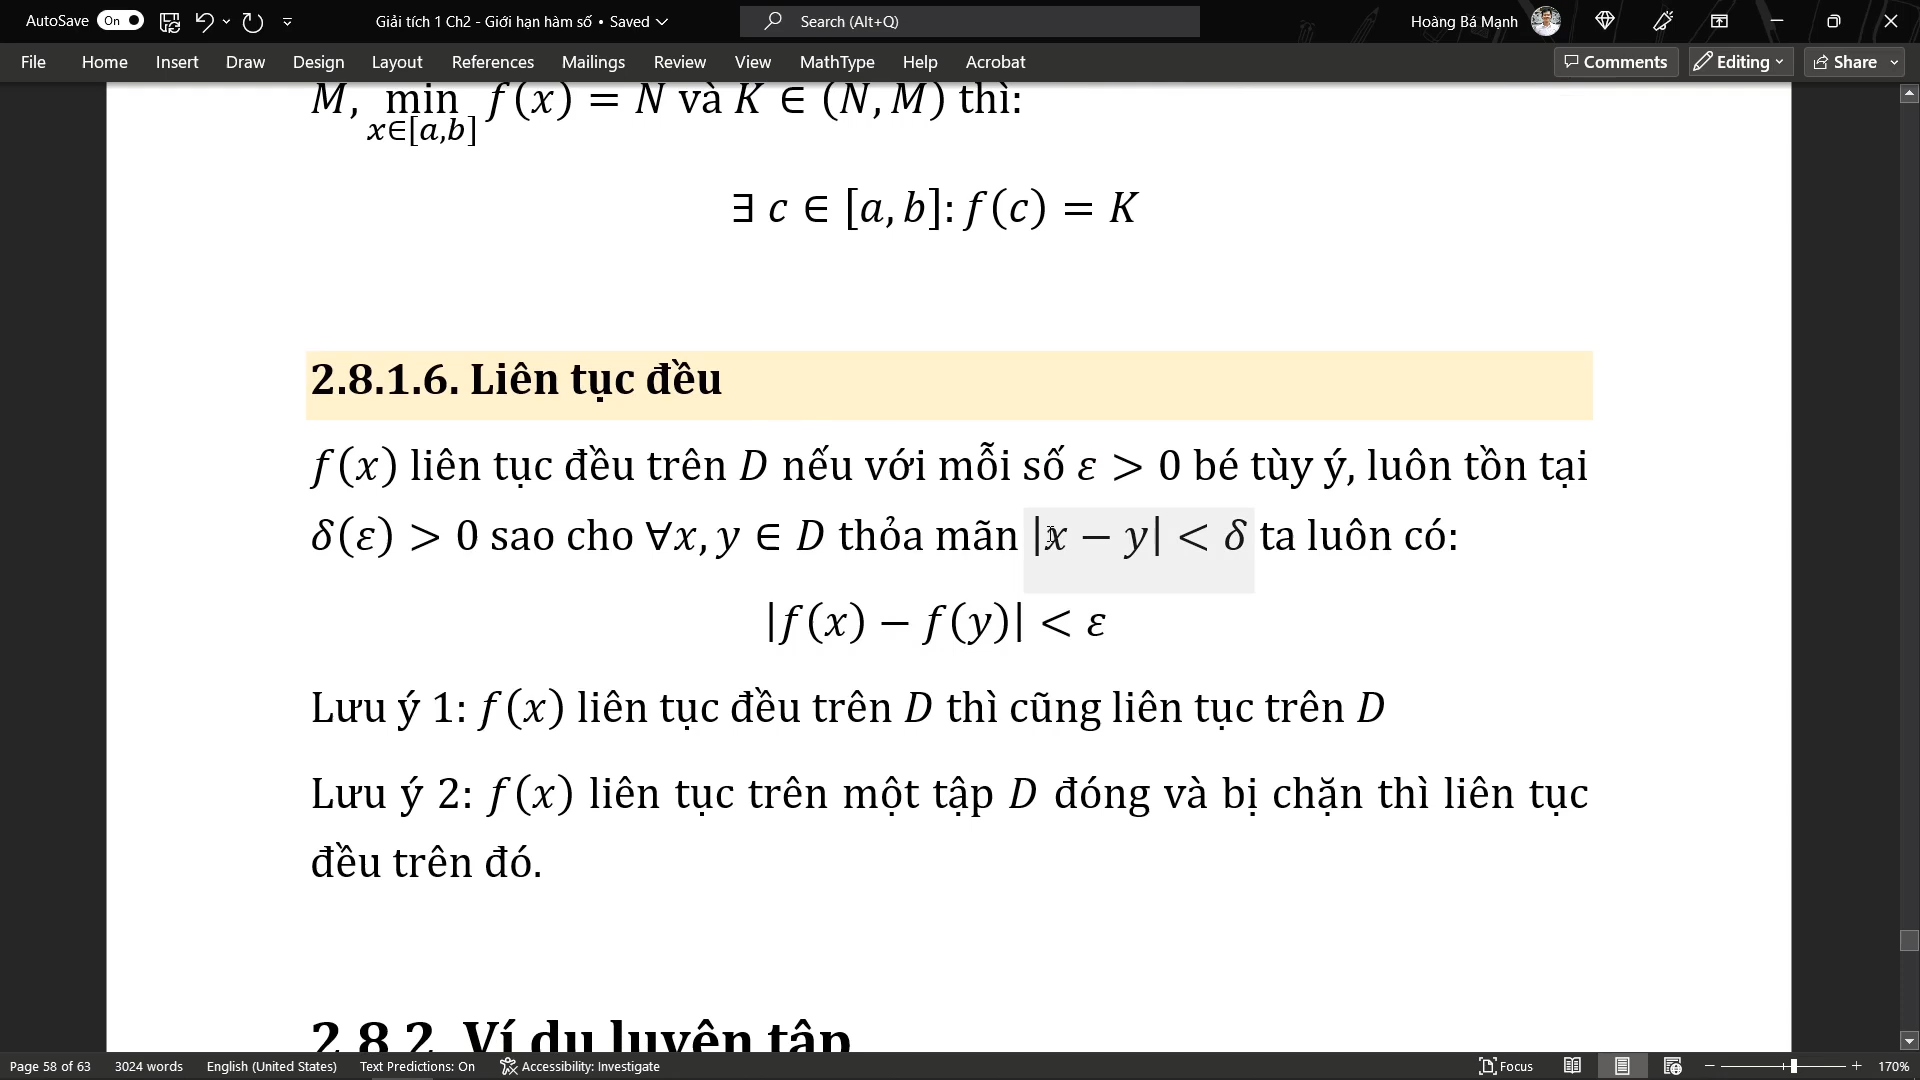 AutoSave On Giải tích 1 Ch2 - Giới hạn hàm số • Saved Search (Alt+Q) Hoàng Bá Mạnh
File Home Insert Draw Design Layout References Mailings Review View MathType Help Acrobat Comments Editing Share
M, min f(x) = N và K ∈ (N, M) thì:
x∈[a,b]
∃ c ∈ [a, b]: f(c) = K
2.8.1.6. Liên tục đều
f(x) liên tục đều trên D nếu với mỗi số ε > 0 bé tùy ý, luôn tồn tại
δ(ε) > 0 sao cho ∀x, y ∈ D thỏa mãn |x − y| < δ ta luôn có:
|f(x) − f(y)| < ε
Lưu ý 1: f(x) liên tục đều trên D thì cũng liên tục trên D
Lưu ý 2: f(x) liên tục trên một tập D đóng và bị chặn thì liên tục
đều trên đó.
2.8.2. Ví dụ luyện tập
Page 58 of 63 3024 words English (United States) Text Predictions: On Accessibility: Investigate Focus 170%